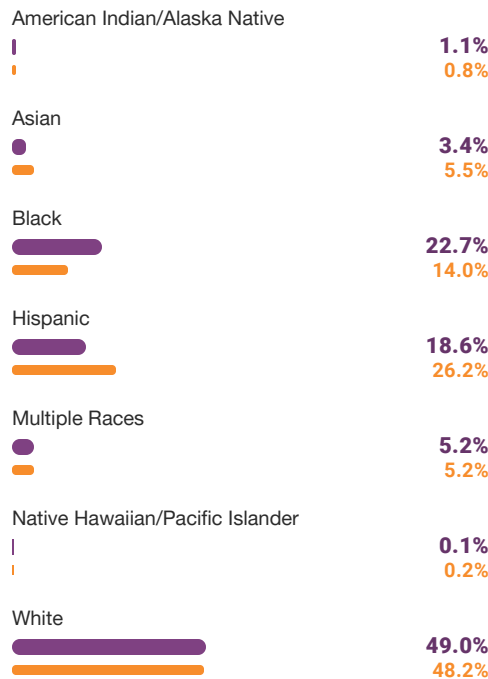 American Indian/Alaska Native
1.1%
0.8%
Asian
3.4%
5.5%
Black
22.7%
14.0%
Hispanic
18.6%
26.2%
Multiple Races
5.2%
5.2%
Native Hawaiian/Pacific Islander
0.1%
0.2%
White
49.0%
48.2%